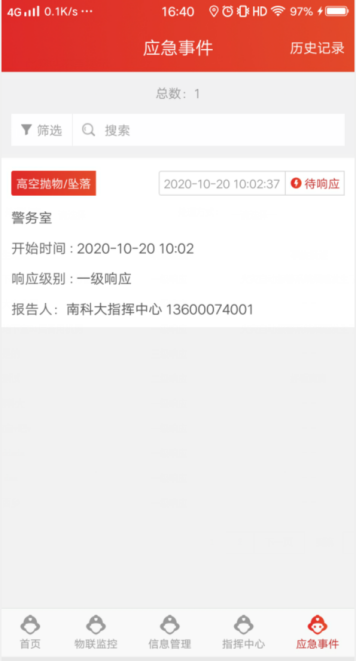 4G 0.1K/s ··· 16:40 HD 97%
应急事件 历史记录
总数：1
筛选 搜索
高空抛物/坠落 2020-10-20 10:02:37 待响应
警务室
开始时间 : 2020-10-20 10:02
响应级别 : 一级响应
报告人： 南科大指挥中心 13600074001
首页 物联监控 信息管理 指挥中心 应急事件